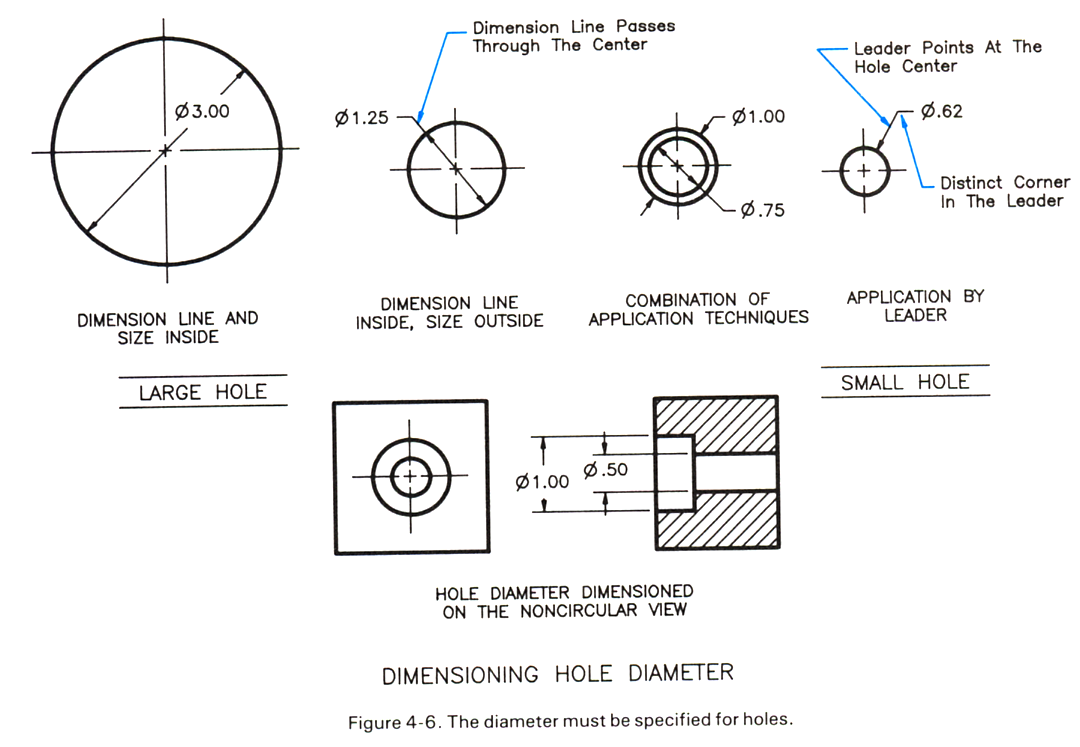 Dimension Line Passes
Through The Center
Leader Points At The
Hole Center
Ø3.00
Ø1.25
Ø1.00
Ø.62
Distinct Corner
In The Leader
Ø.75
DIMENSION LINE AND
SIZE INSIDE
DIMENSION LINE
INSIDE, SIZE OUTSIDE
COMBINATION OF
APPLICATION TECHNIQUES
APPLICATION BY
LEADER
LARGE HOLE
SMALL HOLE
Ø1.00
Ø.50
HOLE DIAMETER DIMENSIONED
ON THE NONCIRCULAR VIEW
DIMENSIONING HOLE DIAMETER
Figure 4-6. The diameter must be specified for holes.